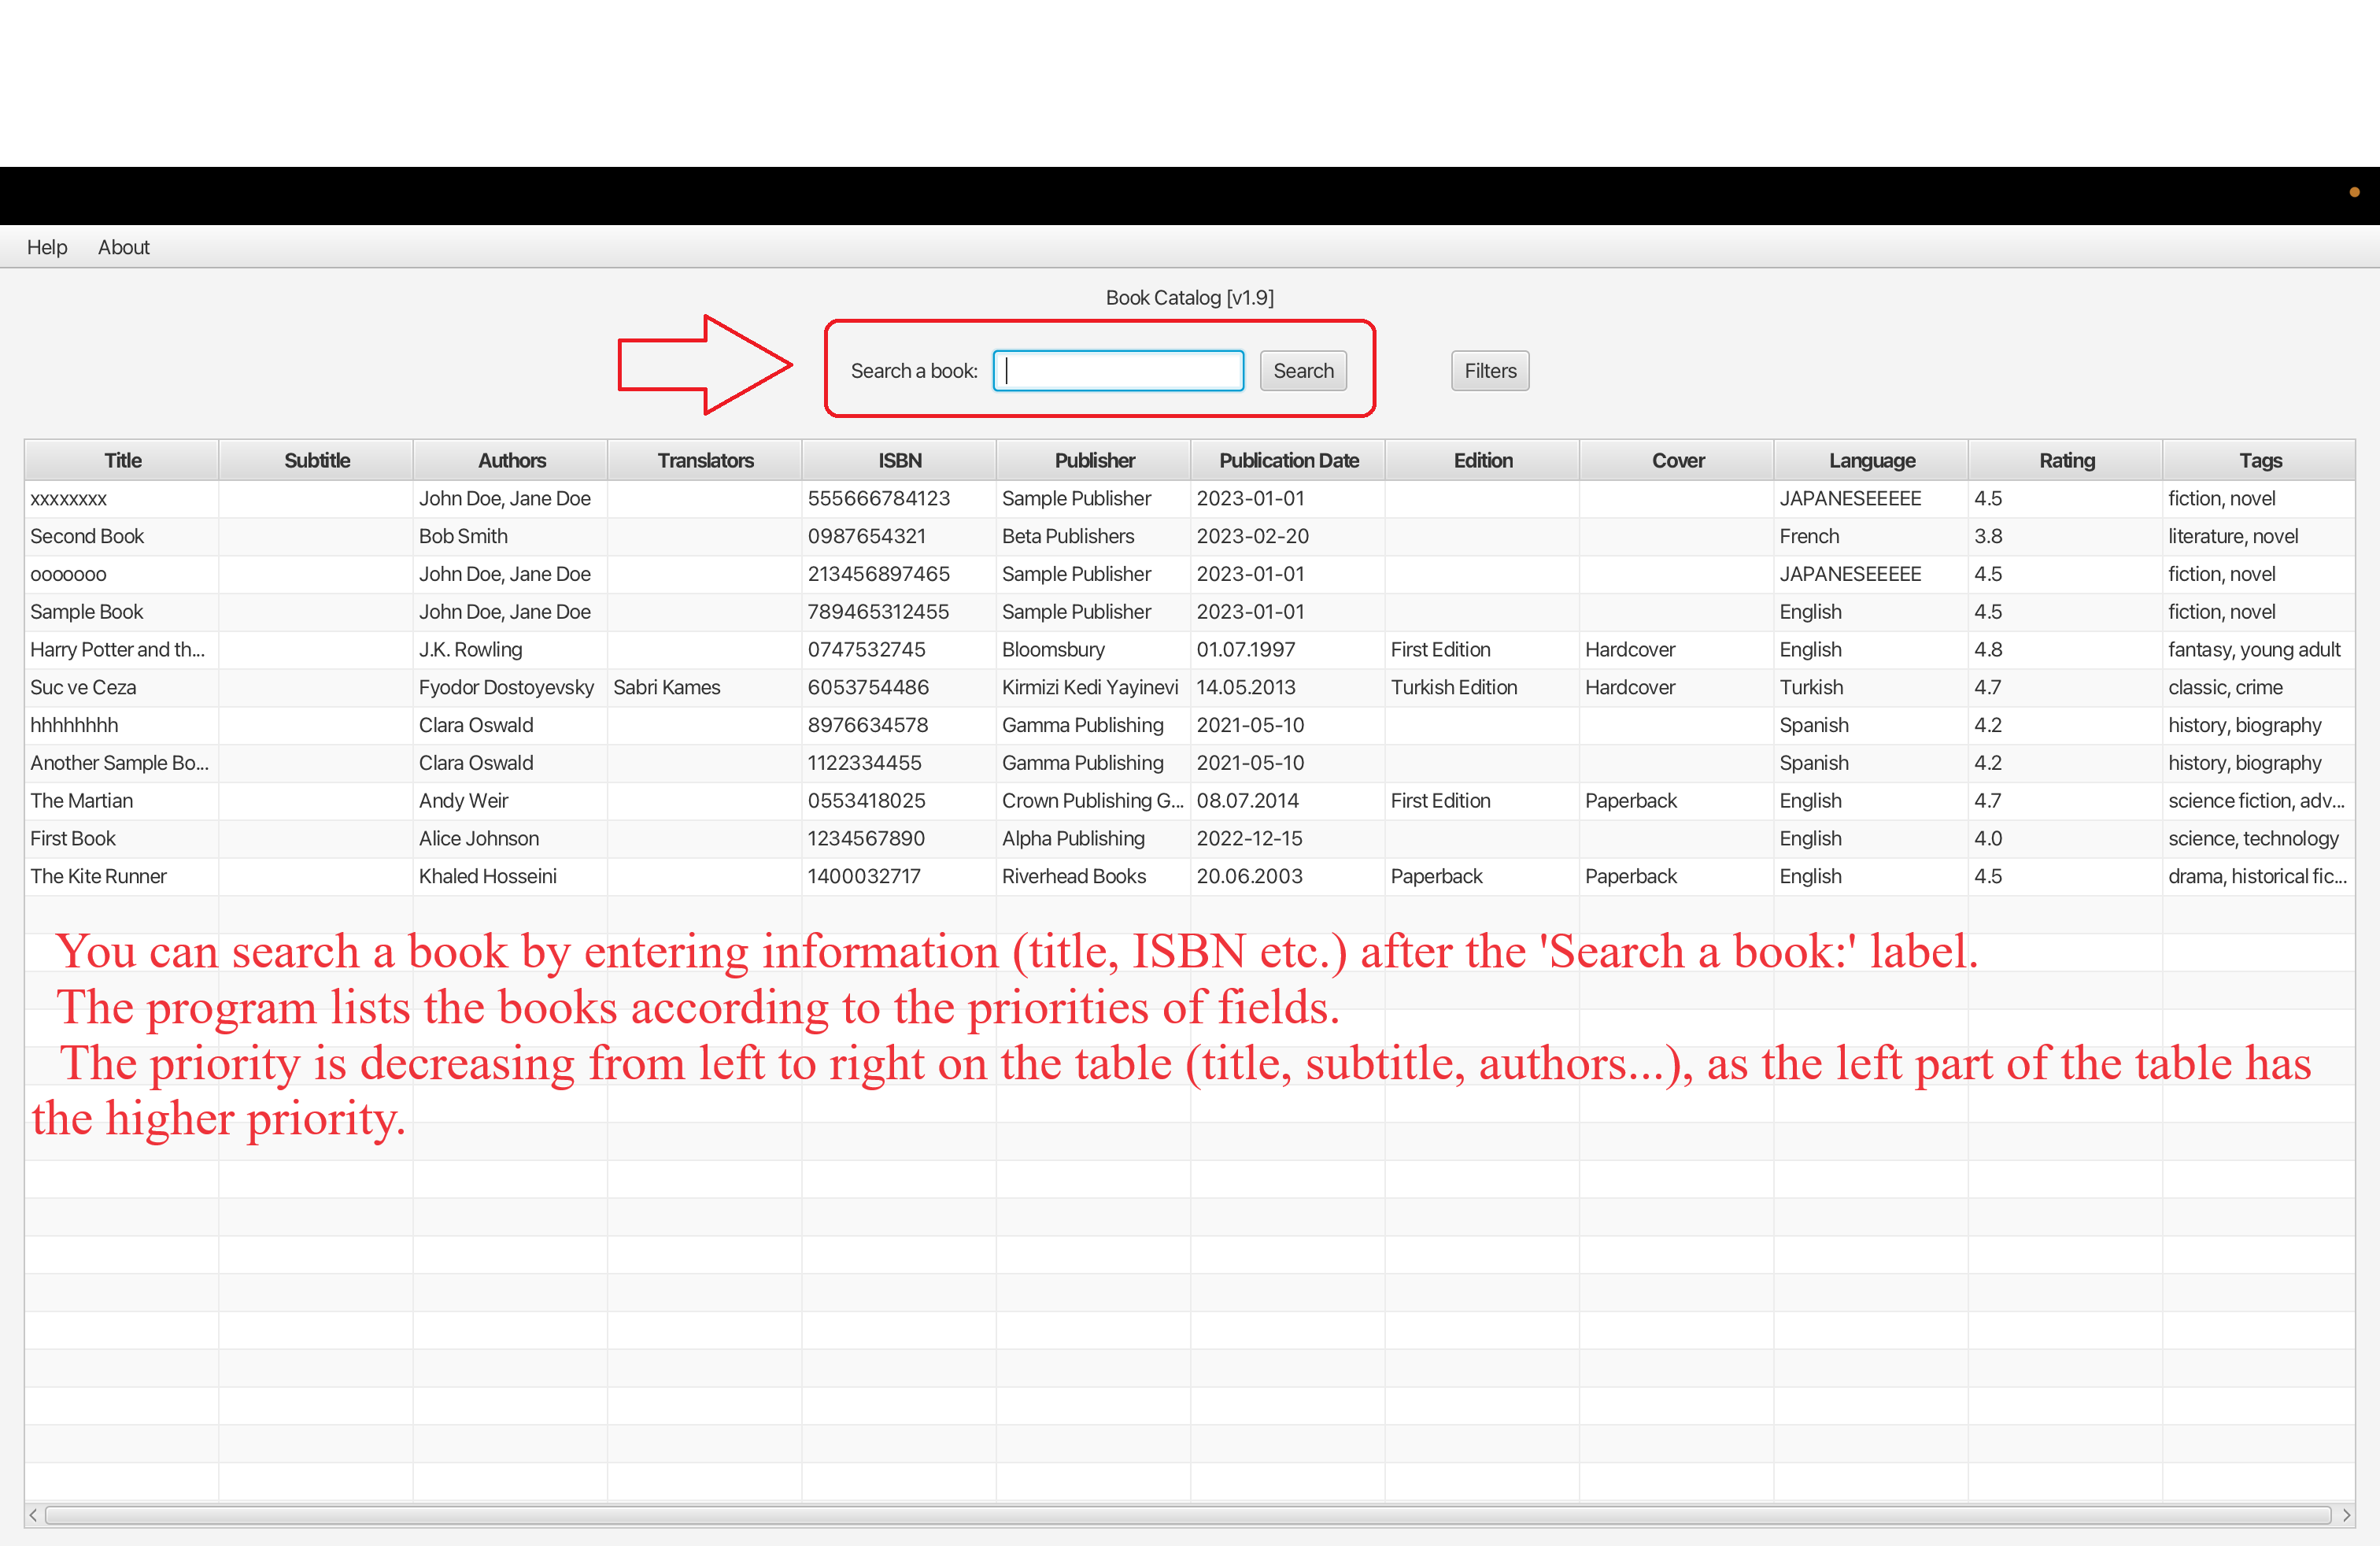 Help About
Book Catalog [v1.9]
Search a book: Search Filters
Title Subtitle Authors Translators ISBN Publisher Publication Date Edition Cover Language Rating Tags
xxxxxxxx John Doe, Jane Doe 555666784123 Sample Publisher 2023-01-01 JAPANESEEEEE 4.5 fiction, novel
Second Book Bob Smith 0987654321 Beta Publishers 2023-02-20 French 3.8 literature, novel
ooooooo John Doe, Jane Doe 213456897465 Sample Publisher 2023-01-01 JAPANESEEEEE 4.5 fiction, novel
Sample Book John Doe, Jane Doe 789465312455 Sample Publisher 2023-01-01 English 4.5 fiction, novel
Harry Potter and th... J.K. Rowling 0747532745 Bloomsbury 01.07.1997 First Edition Hardcover English 4.8 fantasy, young adult
Suc ve Ceza Fyodor Dostoyevsky Sabri Kames 6053754486 Kirmizi Kedi Yayinevi 14.05.2013 Turkish Edition Hardcover Turkish 4.7 classic, crime
hhhhhhhh Clara Oswald 8976634578 Gamma Publishing 2021-05-10 Spanish 4.2 history, biography
Another Sample Bo... Clara Oswald 1122334455 Gamma Publishing 2021-05-10 Spanish 4.2 history, biography
The Martian Andy Weir 0553418025 Crown Publishing G... 08.07.2014 First Edition Paperback English 4.7 science fiction, adv...
First Book Alice Johnson 1234567890 Alpha Publishing 2022-12-15 English 4.0 science, technology
The Kite Runner Khaled Hosseini 1400032717 Riverhead Books 20.06.2003 Paperback Paperback English 4.5 drama, historical fic...
You can search a book by entering information (title, ISBN etc.) after the 'Search a book:' label.
The program lists the books according to the priorities of fields.
The priority is decreasing from left to right on the table (title, subtitle, authors...), as the left part of the table has
the higher priority.